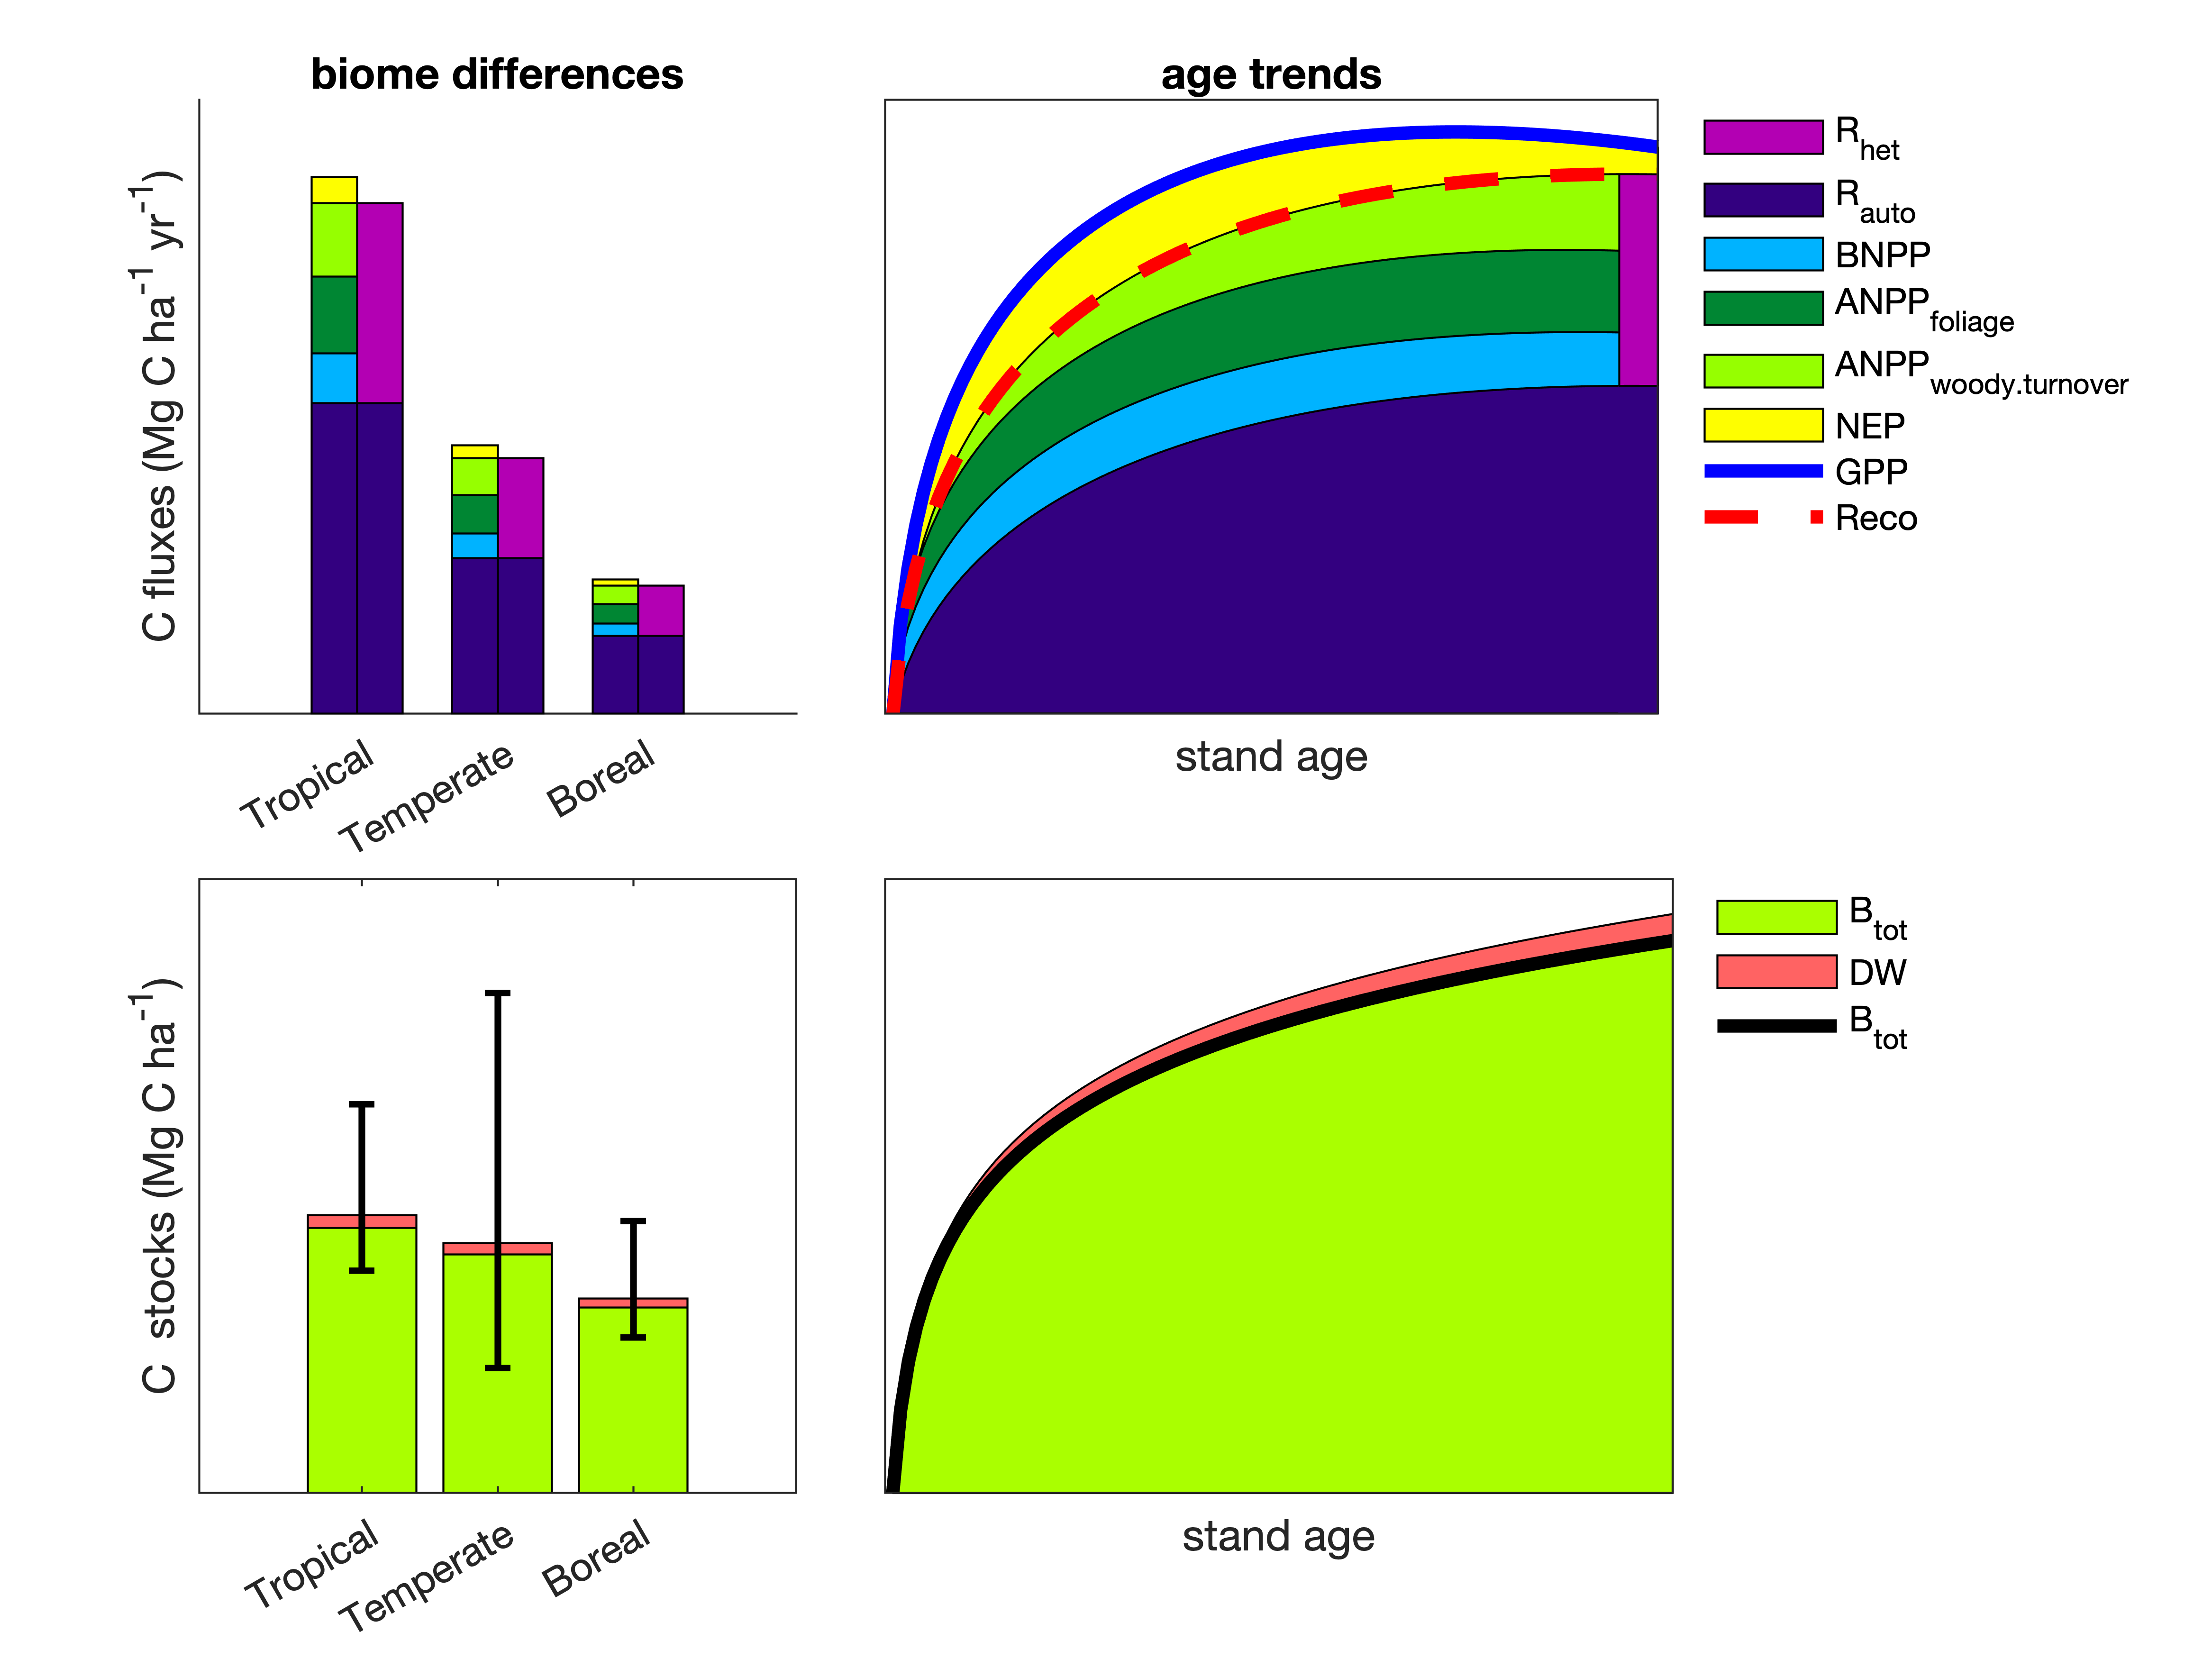 biome differences
age trends
C fluxes (Mg C ha-1 yr-1)
Tropical
Temperate
Boreal
stand age
Rhet
Rauto
BNPP
ANPPfoliage
ANPPwoody.turnover
NEP
GPP
Reco
C stocks (Mg C ha-1)
Tropical
Temperate
Boreal
stand age
Btot
DW
Btot